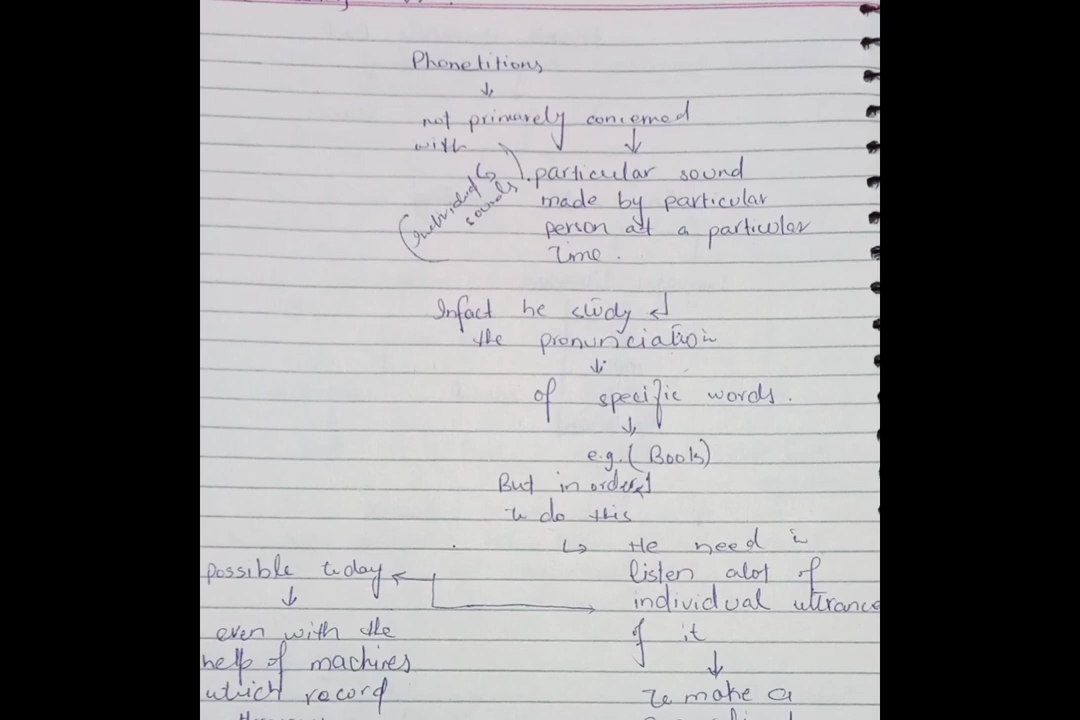 Phonetitions
↓
not primarely concerned
with
(individual sounds)
particular sound
made by particular
person at a particular
time.
Infact he study
the pronunciation
of specific words.
↓
e.g. (Book)
But in order
to do this
↳ He need to
listen alot of
individual uttrance
of it
↓
to make a
possible today
↓
even with the
help of machines
which record